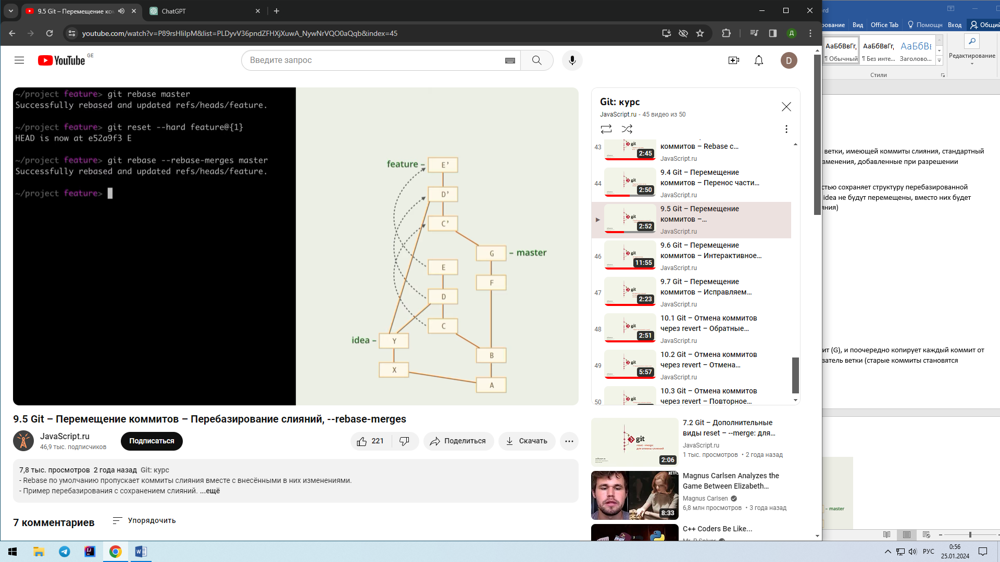 9.5 Git – Перемещение ко
ChatGPT
youtube.com/watch?v=P89rsHIiIpM&list=PLDyvV36pndZFHXjXuwA_NywNrVQO0aQqb&index=45
Д
YouTube
GE
Введите запрос
D
~/project feature> git rebase master
Successfully rebased and updated refs/heads/feature.
~/project feature> git reset --hard feature@{1}
HEAD is now at e52a9f3 E
~/project feature> git rebase --rebase-merges master
Successfully rebased and updated refs/heads/feature.
~/project feature>
feature –
E’
D’
C’
G
– master
E
F
D
C
idea –
Y
B
X
A
Git: курс
JavaScript.ru - 45 видео из 50
43
коммитов – Rebase с...
JavaScript.ru
2:45
44
9.4 Git – Перемещение
коммитов – Перенос части...
JavaScript.ru
2:50
9.5 Git – Перемещение
коммитов –...
JavaScript.ru
2:52
46
9.6 Git – Перемещение
коммитов – Интерактивное...
JavaScript.ru
11:55
47
9.7 Git – Перемещение
коммитов – Исправляем...
JavaScript.ru
2:23
48
10.1 Git – Отмена коммитов
через revert – Обратные...
JavaScript.ru
2:51
49
10.2 Git – Отмена коммитов
через revert – Отмена...
JavaScript.ru
5:57
50
10.3 Git – Отмена коммитов
через revert – Повторное...
9.5 Git – Перемещение коммитов – Перебазирование слияний, --rebase-merges
JavaScript.ru
46,9 тыс. подписчиков
Подписаться
221
Поделиться
Скачать
7,8 тыс. просмотров 2 года назад Git: курс
- Rebase по умолчанию пропускает коммиты слияния вместе с внесёнными в них изменениями.
- Пример перебазирования с сохранением слияний. ...ещё
7 комментариев
Упорядочить
git
2:06
7.2 Git – Дополнительные
виды reset – --merge: для...
JavaScript.ru
1 тыс. просмотров • 2 года назад
8:33
Magnus Carlsen Analyzes the
Game Between Elizabeth...
Magnus Carlsen
6,8 млн просмотров • 3 года назад
C++ Coders Be Like...
Вид
Office Tab
Помощн
Вход
Общий
АаБбВвГг,
АаБбВвГг,
¶ Обычный
¶ Без инте...
Заголово...
Стили
Редактирование
ветки, имеющей коммиты слияния, стандартный
зменения, добавленные при разрешении
стью сохраняет структуру перебазированной
idea не будут перемещены, вместо них будет
ит (G), и поочередно копирует каждый коммит от
ватель ветки (старые коммиты становятся
– master
РУС
0:56
25.01.2024